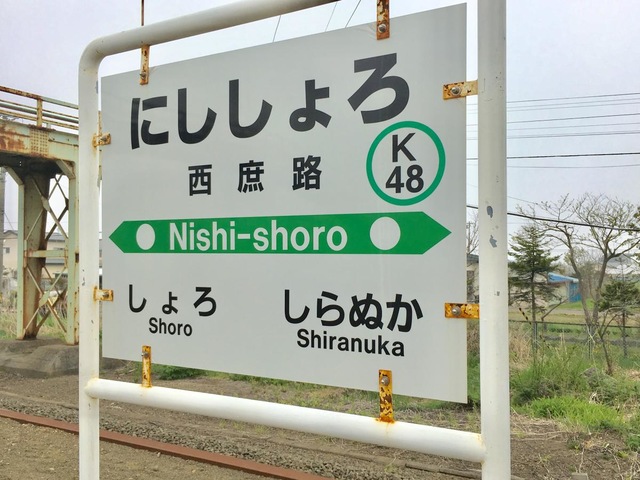 にししょろ
西庶路
K
48
Nishi-shoro
しょろ
Shoro
しらぬか
Shiranuka